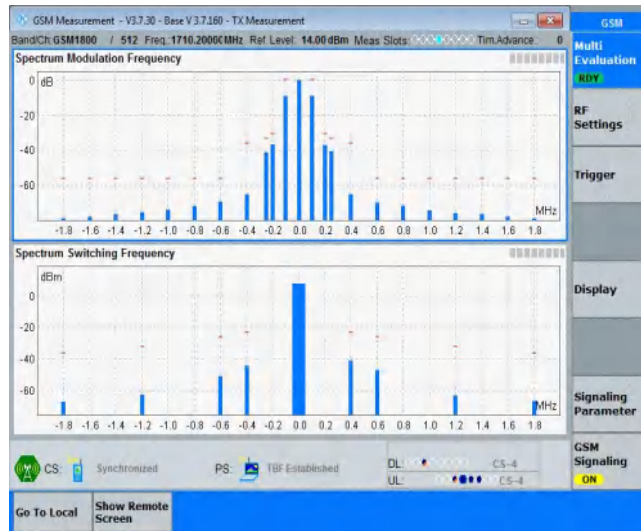 GSM Measurement - V3.7.30 - Base V 3.7.160 - TX Measurement
GSM
Band/Ch: GSM1800 / 512 Freq.: 1710.2000 MHz Ref. Level: 14.00 dBm Meas Slots: Tim.Advance: 0
Multi Evaluation
RDY
Spectrum Modulation Frequency
dB
0
-20
-40
-60
MHz
-1.8 -1.6 -1.4 -1.2 -1.0 -0.8 -0.6 -0.4 -0.2 0.0 0.2 0.4 0.6 0.8 1.0 1.2 1.4 1.6 1.8
RF Settings
Trigger
Spectrum Switching Frequency
dBm
0
-20
-40
-60
MHz
-1.8 -1.6 -1.4 -1.2 -1.0 -0.8 -0.6 -0.4 -0.2 0.0 0.2 0.4 0.6 0.8 1.0 1.2 1.4 1.6 1.8
Display
Signaling Parameter
CS: Synchronized PS: TBF Established DL: CS-4
UL: CS-4
GSM Signaling
ON
Go To Local
Show Remote Screen